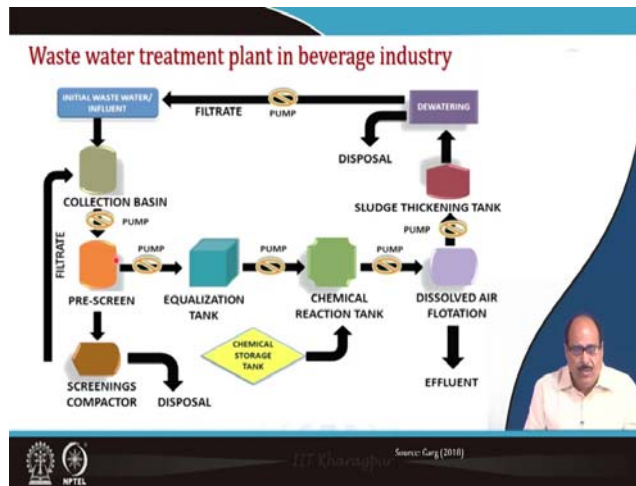 Waste water treatment plant in beverage industry
INITIAL WASTE WATER/
INFLUENT
FILTRATE
PUMP
DEWATERING
DISPOSAL
COLLECTION BASIN
SLUDGE THICKENING TANK
PUMP
PUMP
FILTRATE
PUMP
PUMP
PUMP
PRE-SCREEN
EQUALIZATION
TANK
CHEMICAL
REACTION TANK
DISSOLVED AIR
FLOTATION
CHEMICAL
STORAGE
TANK
SCREENINGS
COMPACTOR
DISPOSAL
EFFLUENT
IIT Kharagpur
Source: Garg (2016)
NPTEL